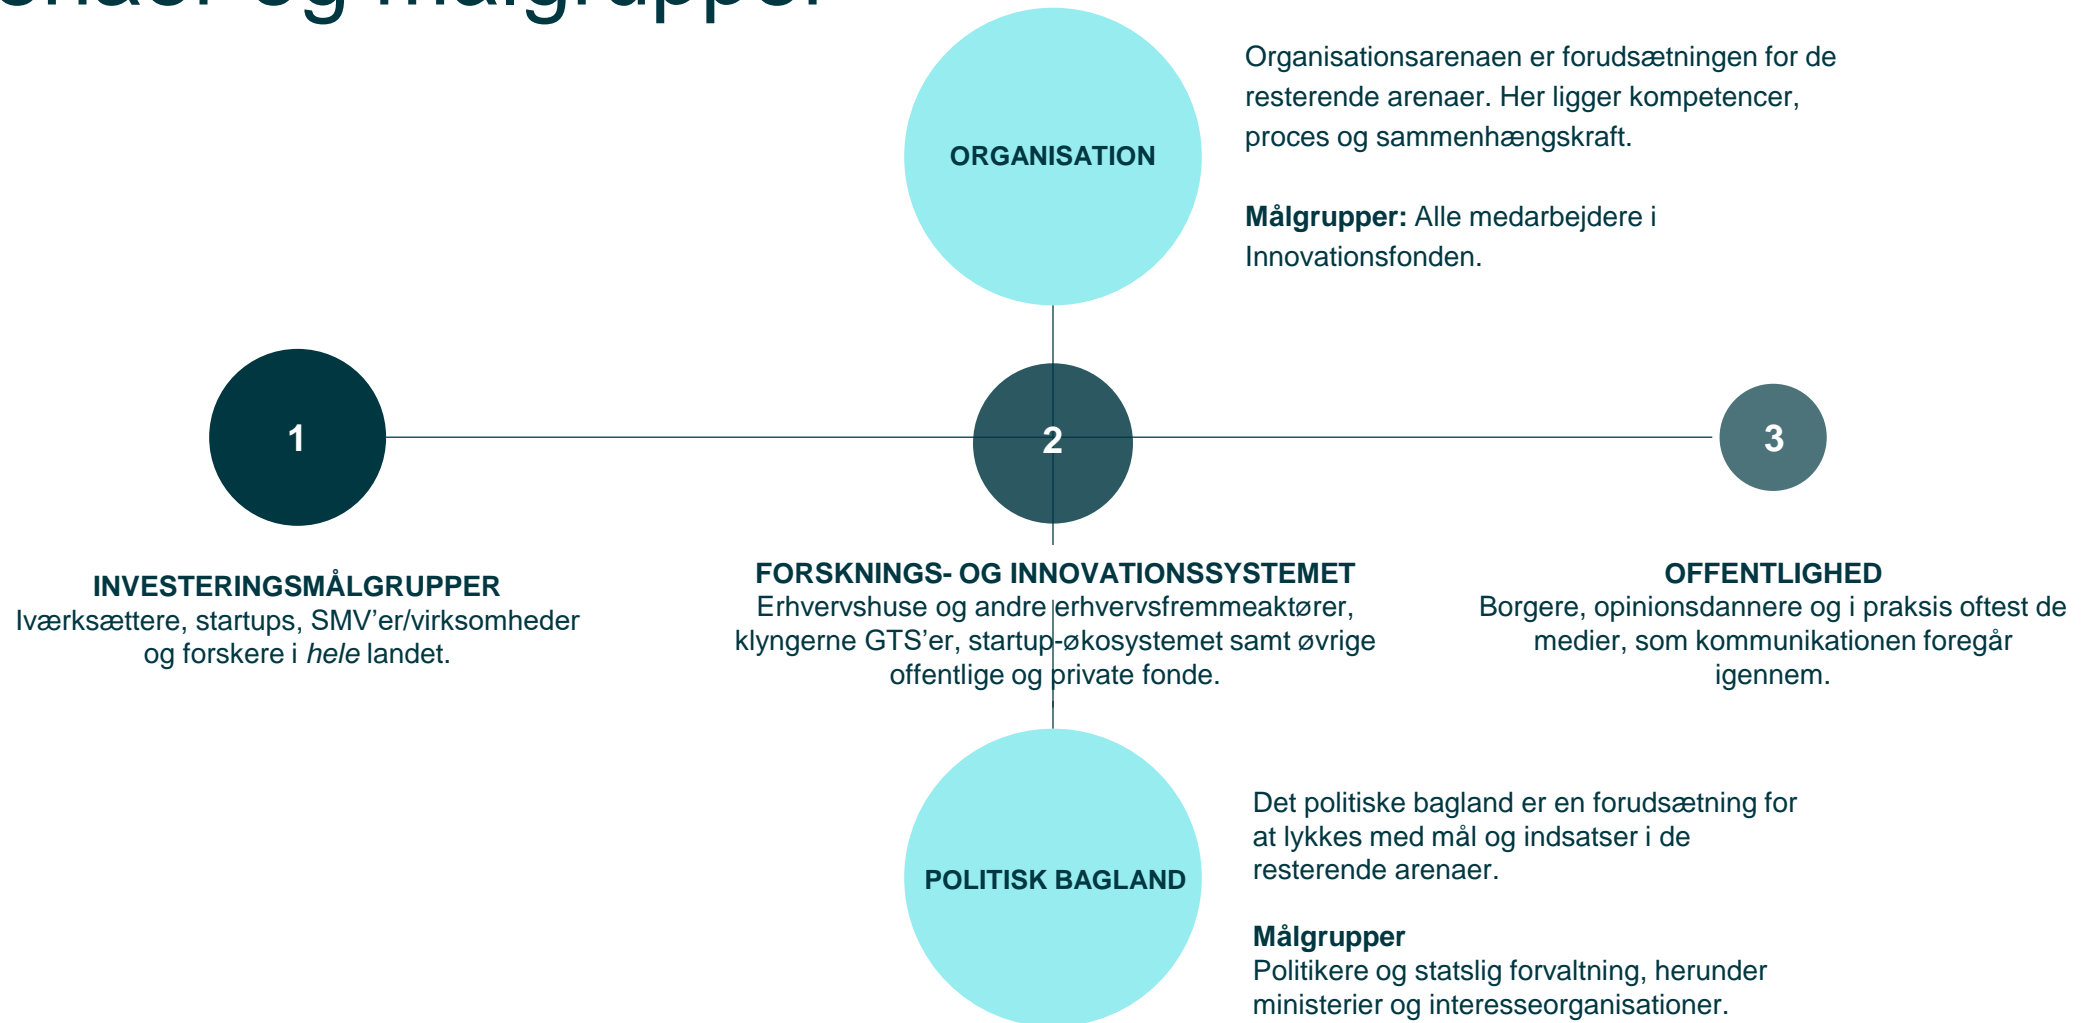 og målgrupper
Organisationsarenaen er forudsætningen for de
resterende arenaer. Her ligger kompetencer,
proces og sammenhængskraft.
Målgrupper: Alle medarbejdere i
Innovationsfonden.
ORGANISATION
1
2
3
INVESTERINGSMÅLGRUPPER
Iværksættere, startups, SMV’er/virksomheder
og forskere i hele landet.
FORSKNINGS- OG INNOVATIONSSYSTEMET
Erhvervshuse og andre erhvervsfremmeaktører,
klyngerne GTS’er, startup-økosystemet samt øvrige
offentlige og private fonde.
OFFENTLIGHED
Borgere, opinionsdannere og i praksis oftest de
medier, som kommunikationen foregår
igennem.
POLITISK BAGLAND
Det politiske bagland er en forudsætning for
at lykkes med mål og indsatser i de
resterende arenaer.
Målgrupper
Politikere og statslig forvaltning, herunder
ministerier og interesseorganisationer.